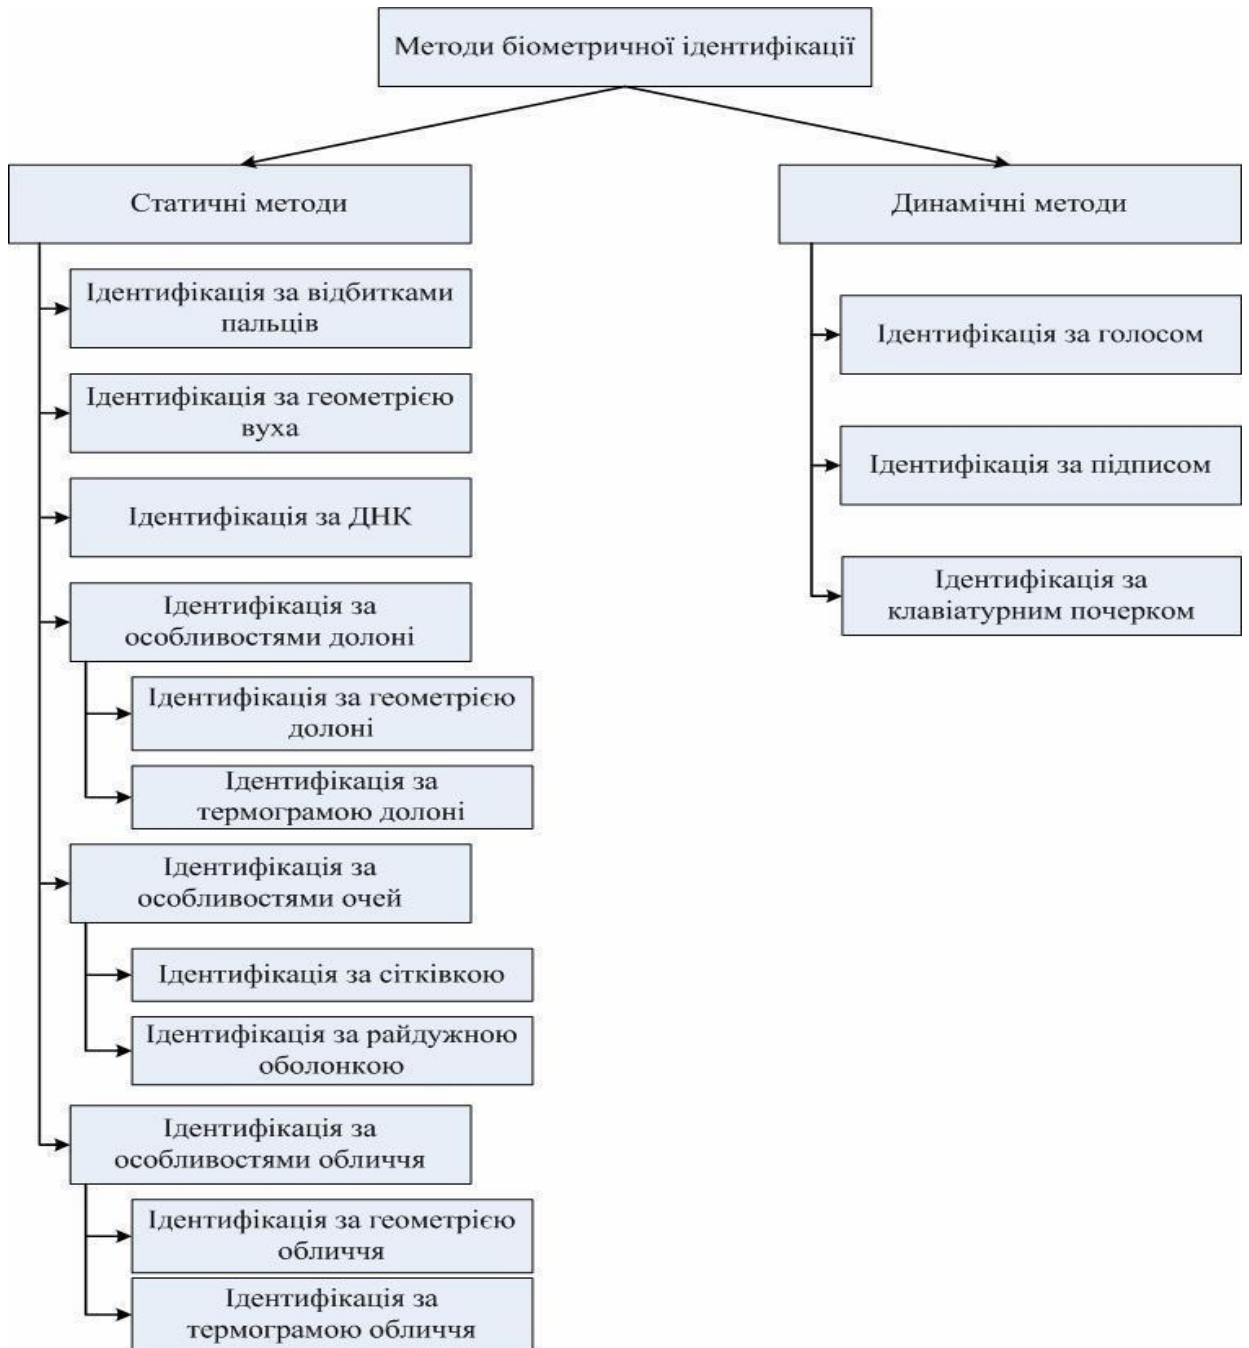 Методи біометричної ідентифікації
Статичні методи
Ідентифікація за відбитками
пальців
Ідентифікація за геометрією
вуха
Ідентифікація за ДНК
Ідентифікація за
особливостями долоні
Ідентифікація за геометрією
долоні
Ідентифікація за
термограмою долоні
Ідентифікація за
особливостями очей
Ідентифікація за сітківкою
Ідентифікація за райдужною
оболонкою
Ідентифікація за
особливостями обличчя
Ідентифікація за геометрією
обличчя
Ідентифікація за
термограмою обличчя
Динамічні методи
Ідентифікація за голосом
Ідентифікація за підписом
Ідентифікація за
клавіатурним почерком